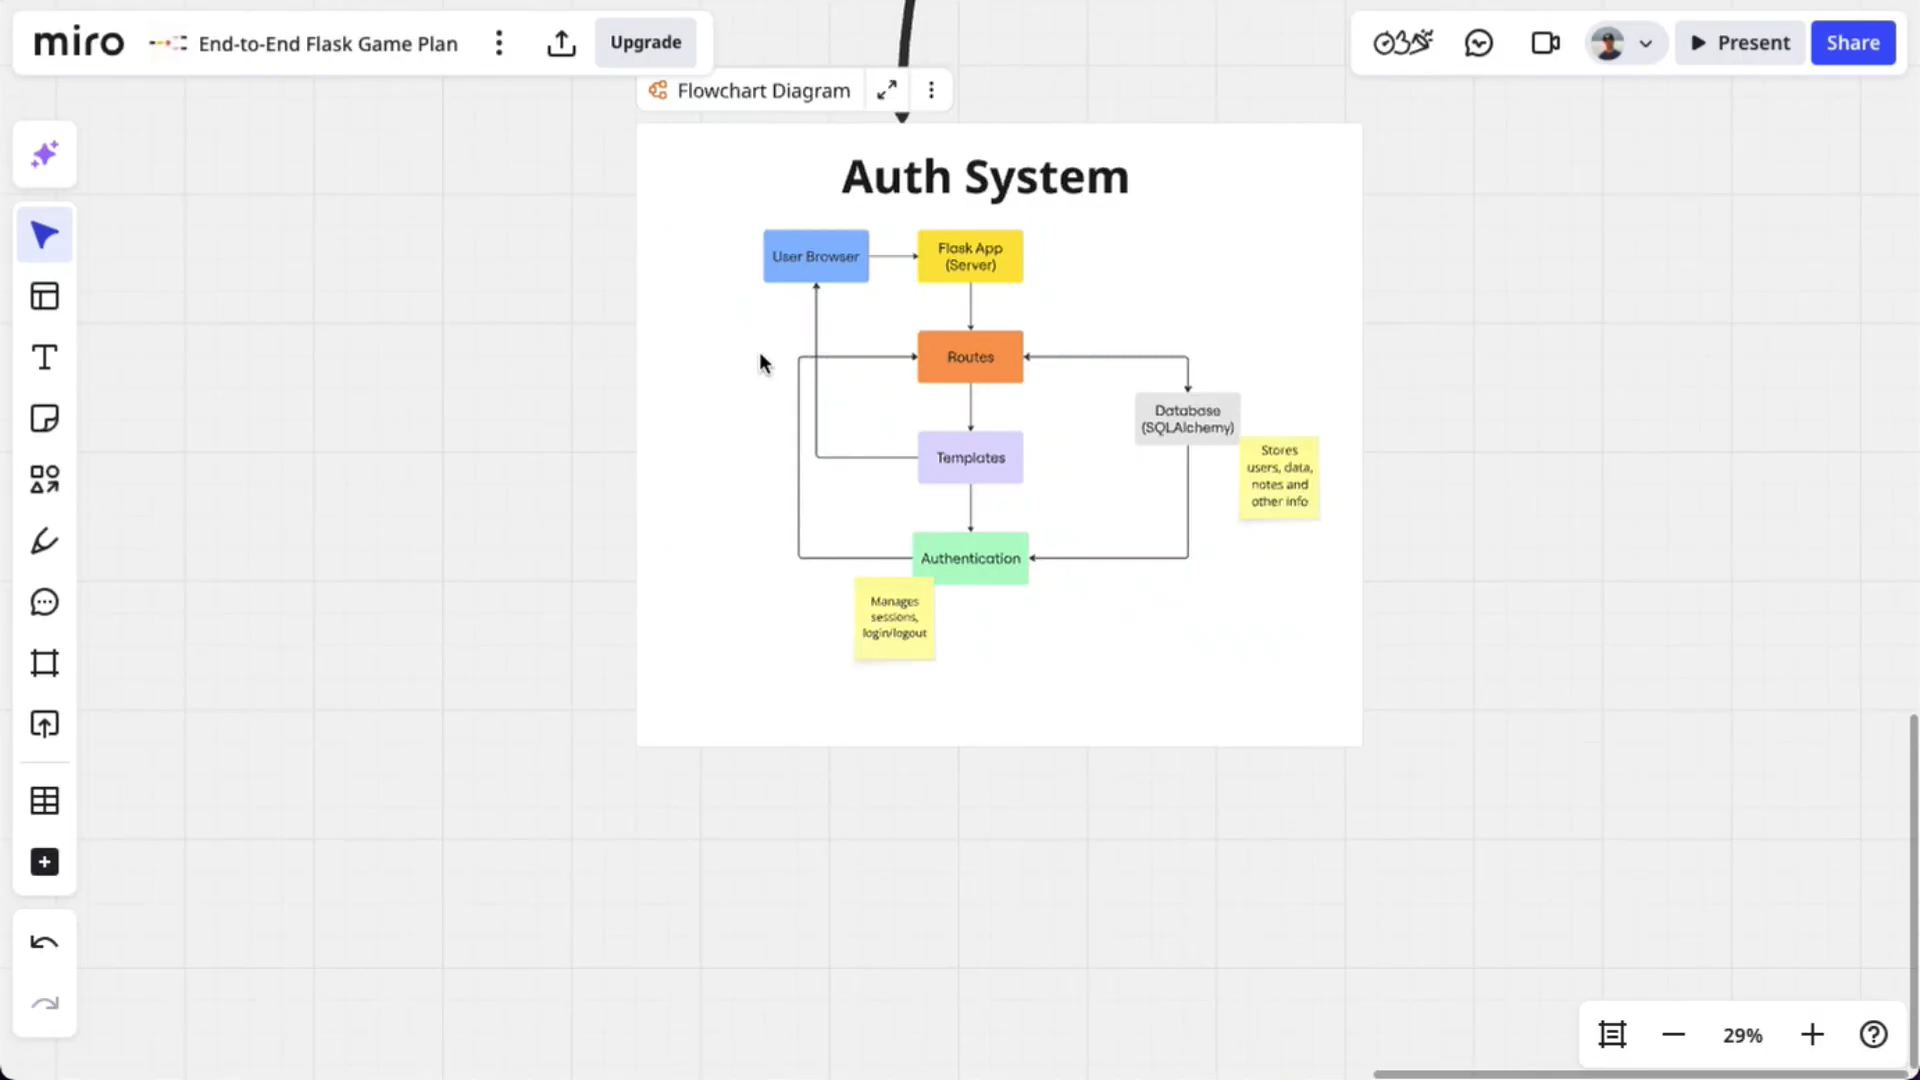 miro
End-to-End Flask Game Plan
Upgrade
Present
Share
Flowchart Diagram
Auth System
User Browser
Flask App
(Server)
Routes
Database
(SQLAlchemy)
Templates
Stores
users, data,
notes and
other info
Authentication
Manages
sessions,
login/logout
29%